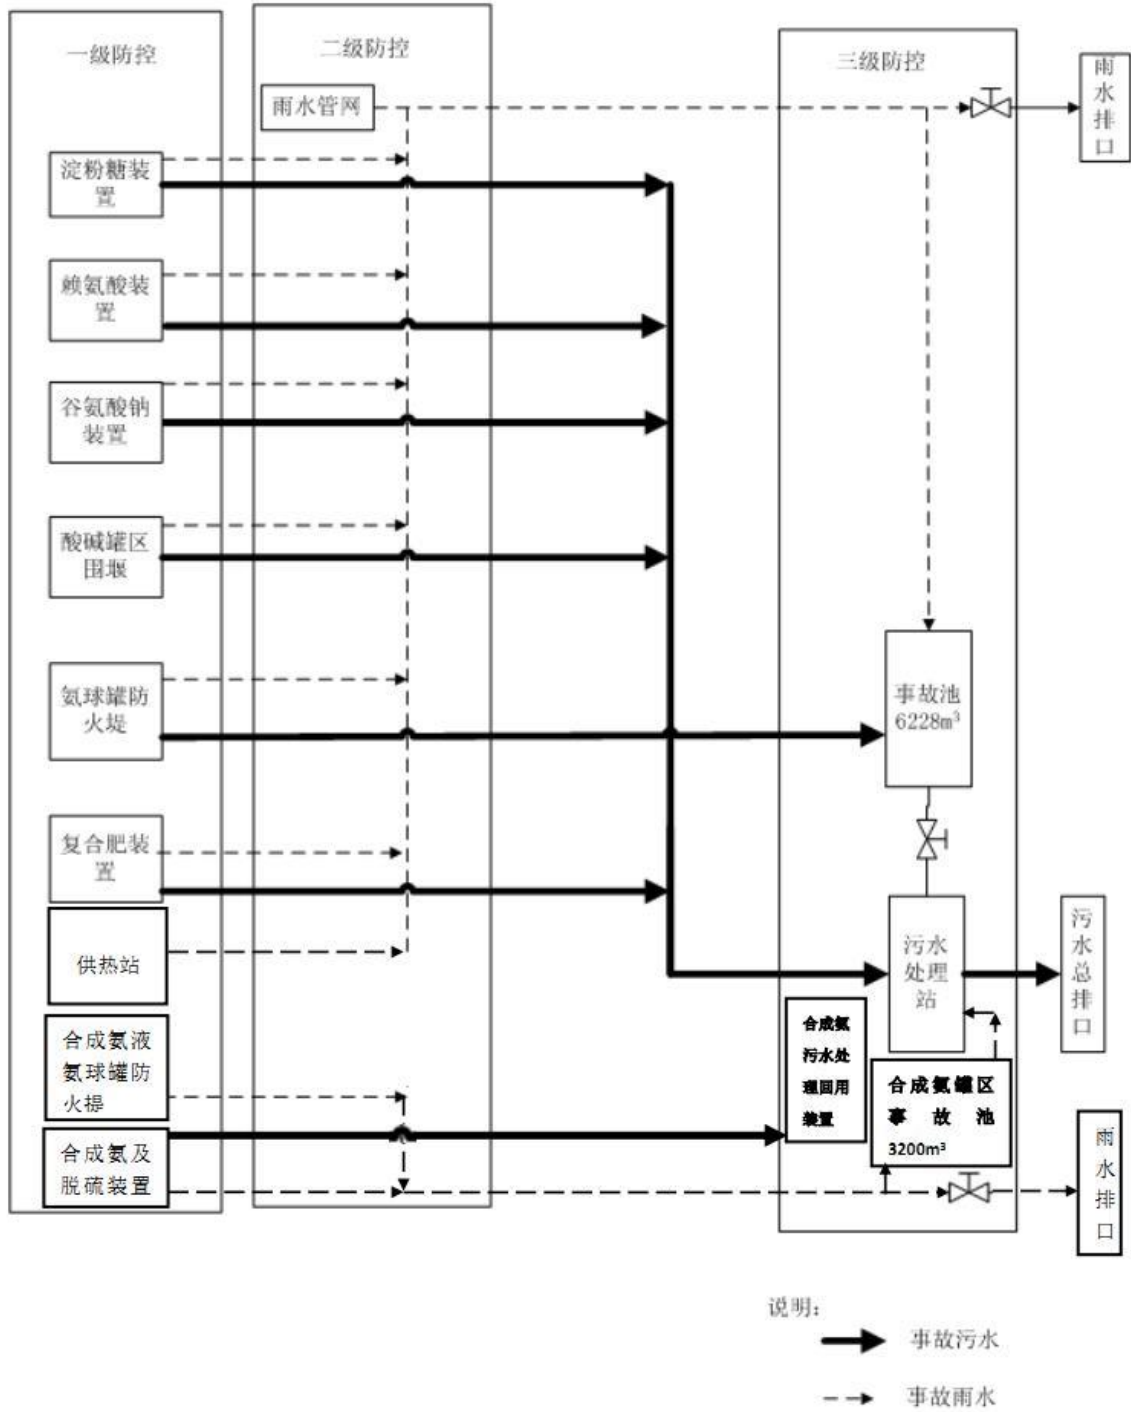 一级防控
二级防控
三级防控
雨水管网
雨
水
排
口
淀粉糖装
置
赖氨酸装
置
谷氨酸钠
装置
酸碱罐区
围堰
氨球罐防
火堤
事故池
6228m³
复合肥装
置
供热站
污水
处理
站
污
水
总
排
口
合成氨液
氨球罐防
火堤
合成氨
污水处
理回用
装置
合成氨罐区
事故池
3200m³
合成氨及
脱硫装置
雨
水
排
口
说明：
事故污水
事故雨水